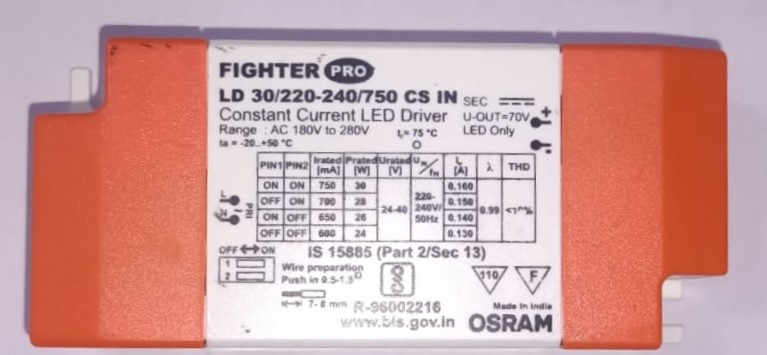 FIGHTER PRO
LD 30/220-240/750 CS IN
SEC
Constant Current LED Driver
U-OUT=70V
+
Range : AC 180V to 280V
tc= 75 °C
LED Only
ta = -20..+50 °C
-
PIN1 PIN2 Irated [mA] Prated [W] Urated [V] UN/fN IL [A] λ THD
ON ON 750 30 24-40 220-240V/50Hz 0.160 0.99
OFF ON 700 28 0.150
ON OFF 650 26 0.140
OFF OFF 600 24 0.130
L
N
PRI
OFF ON
1
2
IS 15885 (Part 2/Sec 13)
Wire preparation
Push in 0.5-1.5
7- 8 mm
110
F
R-96002216
www.bis.gov.in
Made in India
OSRAM